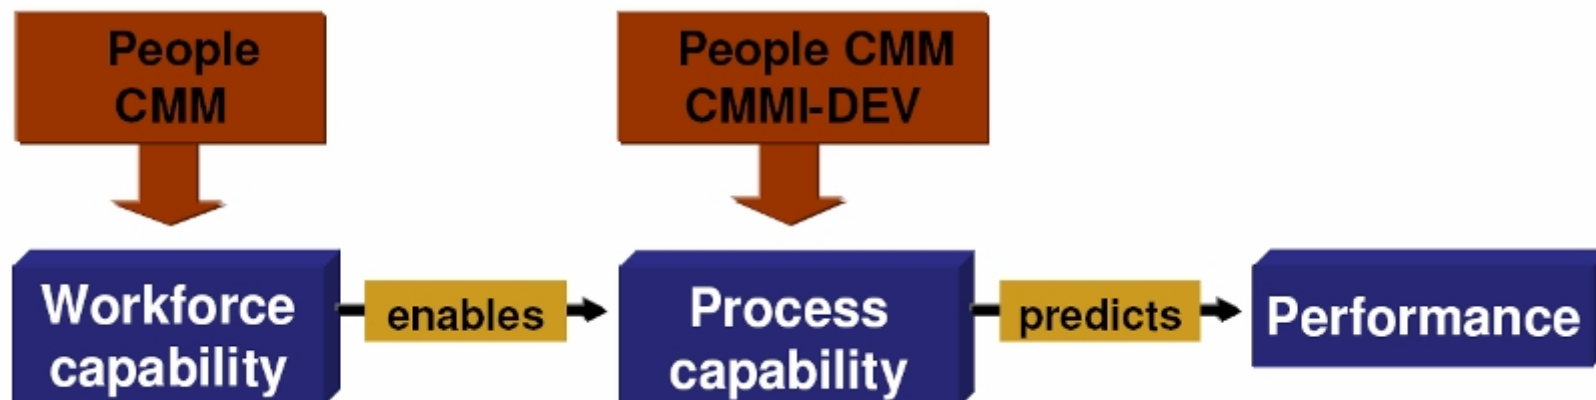 People
CMM
People CMM
CMMI-DEV
Workforce
capability
enables
Process
capability
predicts
Performance